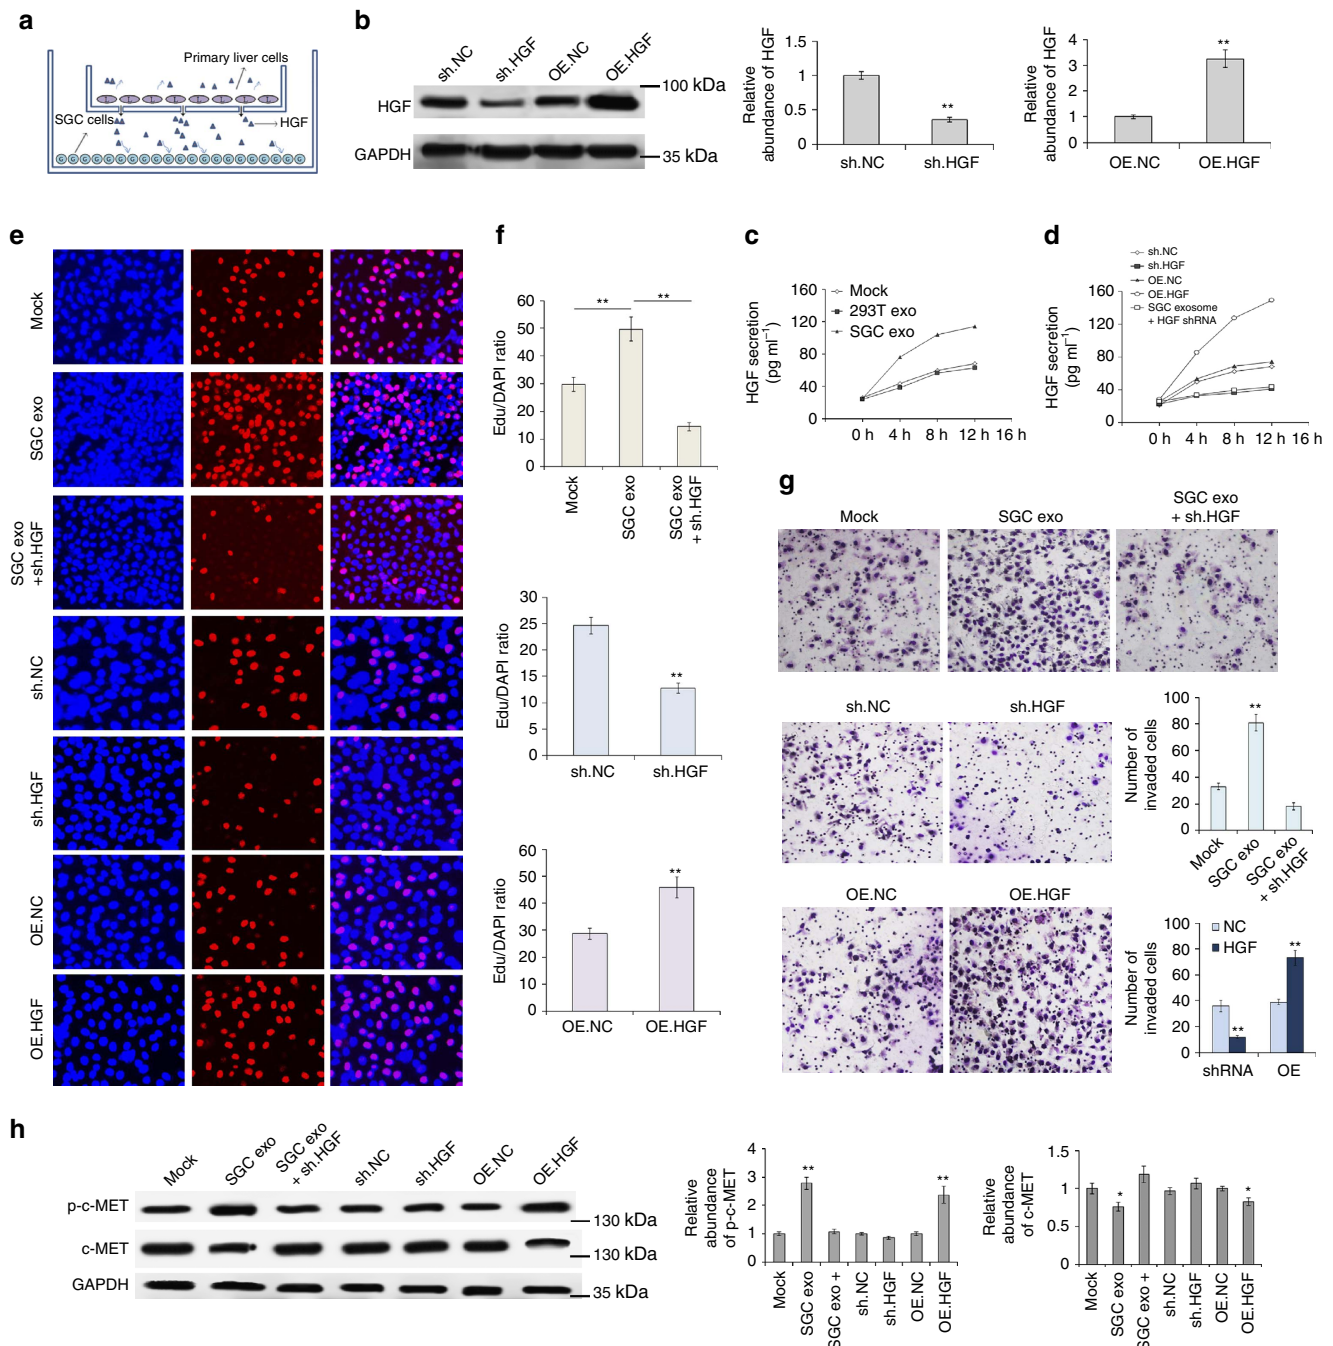 a
Primary liver cells
SGC cells
HGF
G G G G G G G G G G G G G G G G G G G
b
sh.NC
sh.HGF
OE.NC
OE.HGF
HGF
100 kDa
GAPDH
35 kDa
Relative
abundance of HGF
1.5
1
0.5
0
**
sh.NC
sh.HGF
Relative
abundance of HGF
4
3
2
1
0
**
OE.NC
OE.HGF
e
Mock
SGC exo
SGC exo
+sh.HGF
sh.NC
sh.HGF
OE.NC
OE.HGF
f
Edu/DAPI ratio
60
50
40
30
20
10
0
**
**
Mock
SGC exo
SGC exo
+ sh.HGF
Edu/DAPI ratio
30
25
20
15
10
5
0
**
sh.NC
sh.HGF
Edu/DAPI ratio
60
50
40
30
20
10
0
**
OE.NC
OE.HGF
c
HGF secretion
(pg ml⁻¹)
160
120
80
40
0
Mock
293T exo
SGC exo
0 h
4 h
8 h
12 h
16 h
d
sh.NC
sh.HGF
OE.NC
OE.HGF
SGC exosome
+ HGF shRNA
HGF secretion
(pg ml⁻¹)
160
120
80
40
0
0 h
4 h
8 h
12 h
16 h
g
Mock
SGC exo
SGC exo
+ sh.HGF
sh.NC
sh.HGF
Number of
invaded cells
100
80
60
40
20
0
**
Mock
SGC exo
SGC exo
+ sh.HGF
OE.NC
OE.HGF
Number of
invaded cells
100
80
60
40
20
0
NC
HGF
**
**
shRNA
OE
h
Mock
SGC exo
SGC exo
+ sh.HGF
sh.NC
sh.HGF
OE.NC
OE.HGF
p-c-MET
130 kDa
c-MET
130 kDa
GAPDH
35 kDa
Relative
abundance
of p-c-MET
4
3
2
1
0
**
**
Mock
SGC exo
SGC exo +
sh.NC
sh.HGF
OE.NC
OE.HGF
Relative
abundance
of c-MET
1.5
1
0.5
0
*
*
Mock
SGC exo
SGC exo +
sh.NC
sh.HGF
OE.NC
OE.HGF